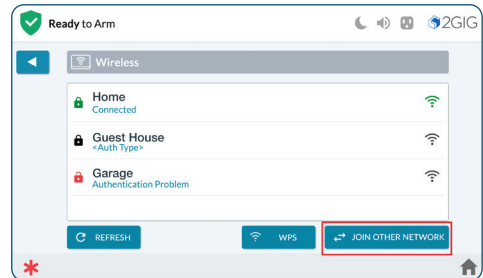 Ready to Arm
2GIG
Wireless
Home
Connected
Guest House
<Auth Type>
Garage
Authentication Problem
REFRESH
WPS
JOIN OTHER NETWORK